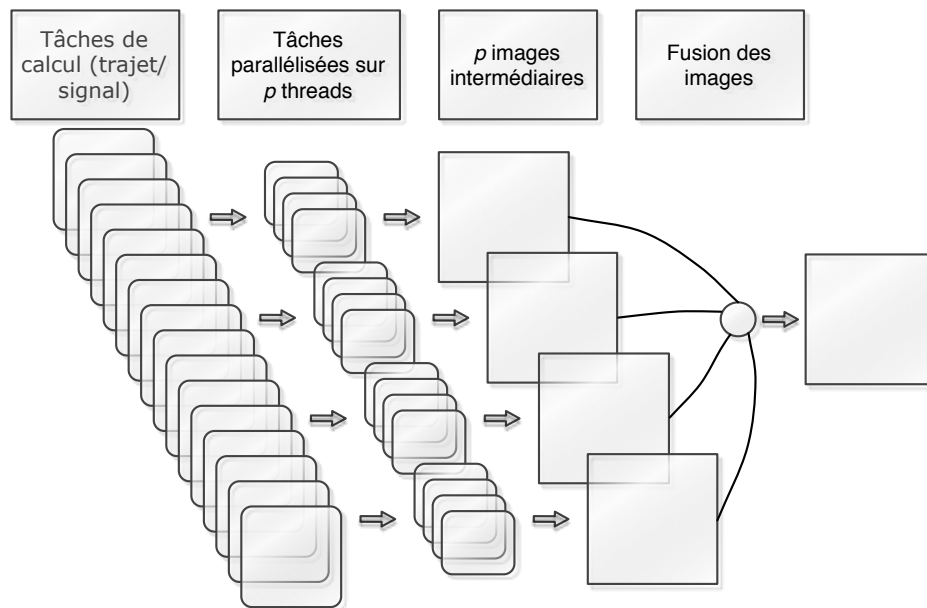 Tâches de
calcul (trajet/
signal)
Tâches
parallélisées sur
p threads
p images
intermédiaires
Fusion des
images